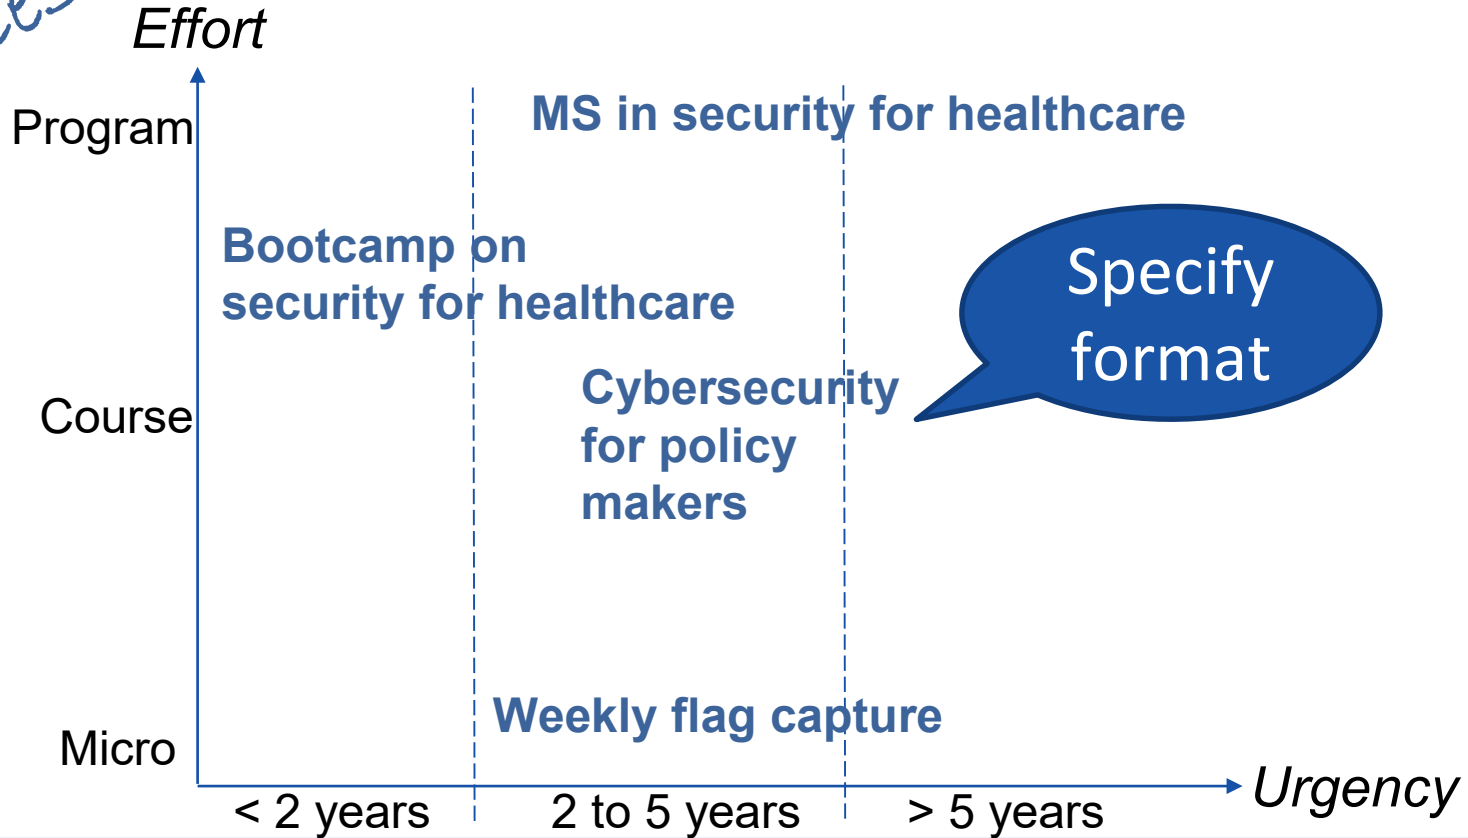 Effort
Program
MS in security for healthcare
Bootcamp on
security for healthcare
Specify
format
Course
Cybersecurity
for policy
makers
Weekly flag capture
Micro
Urgency
< 2 years
2 to 5 years
> 5 years